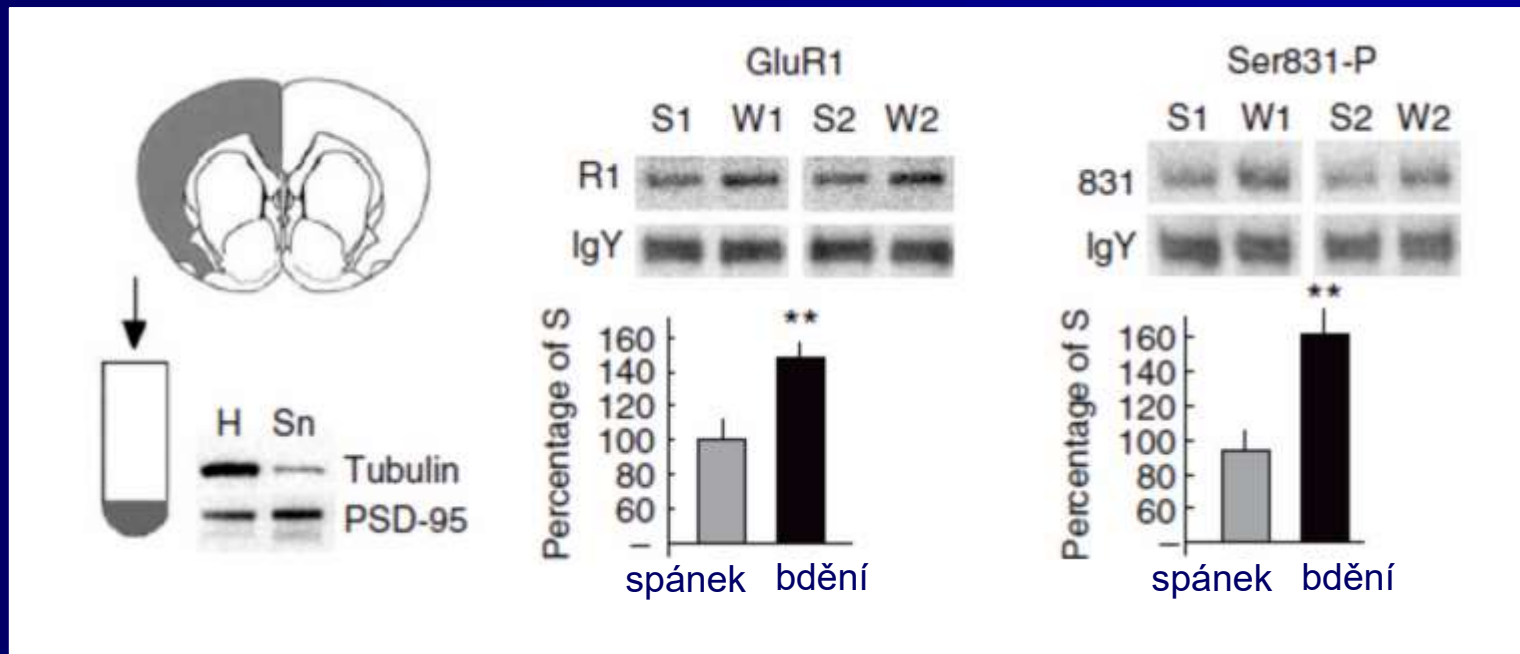 H Sn
Tubulin
PSD-95
GluR1
S1 W1 S2 W2
R1
IgY
Percentage of S
**
160
140
120
100
80
60
–
spánek bdění
Ser831-P
S1 W1 S2 W2
831
IgY
Percentage of S
**
160
140
120
100
80
60
–
spánek bdění